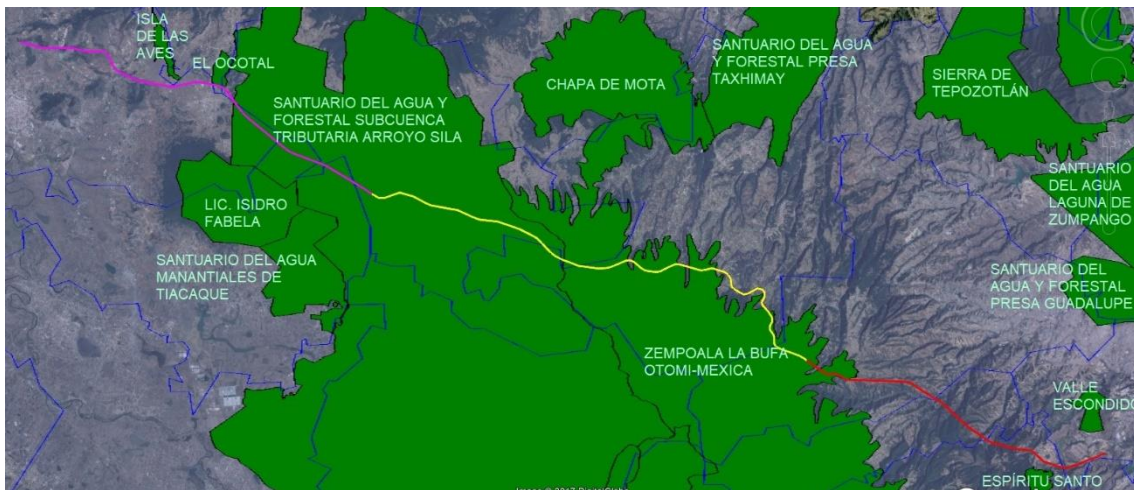 ISLA
DE LAS
AVES
EL OCOTAL
SANTUARIO DEL AGUA Y
FORESTAL SUBCUENCA
TRIBUTARIA ARROYO SILA
CHAPA DE MOTA
SANTUARIO DEL AGUA
Y FORESTAL PRESA
TAXHIMAY
SIERRA DE
TEPOZOTLÁN
LIC. ISIDRO
FABELA
SANTUARIO
DEL AGUA
LAGUNA DE
ZUMPANGO
SANTUARIO DEL AGUA
MANANTIALES DE
TIACAQUE
SANTUARIO DEL
AGUA Y FORESTAL
PRESA GUADALUPE
ZEMPOALA LA BUFA
OTOMI-MEXICA
VALLE
ESCONDIDO
ESPÍRITU SANTO